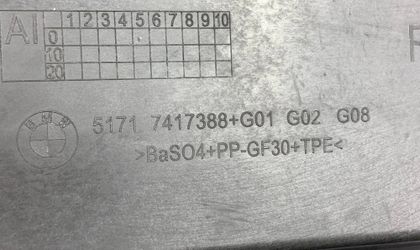 AI 1 2 3 4 5 6 7 8 9 10
0
10
20
BMW 5171 7417388+G01 G02 G08
>BaSO4+PP-GF30+TPE<